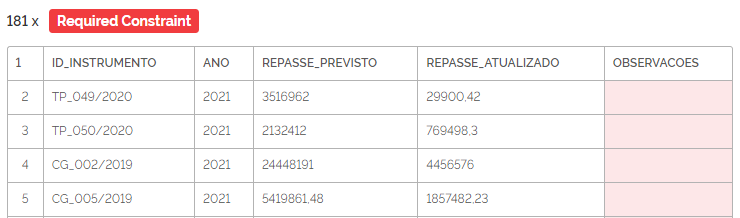 181 x Required Constraint
1 ID_INSTRUMENTO ANO REPASSE_PREVISTO REPASSE_ATUALIZADO OBSERVACOES
2 TP_049/2020 2021 3516962 29900,42
3 TP_050/2020 2021 2132412 769498,3
4 CG_002/2019 2021 24448191 4456576
5 CG_005/2019 2021 5419861,48 1857482,23